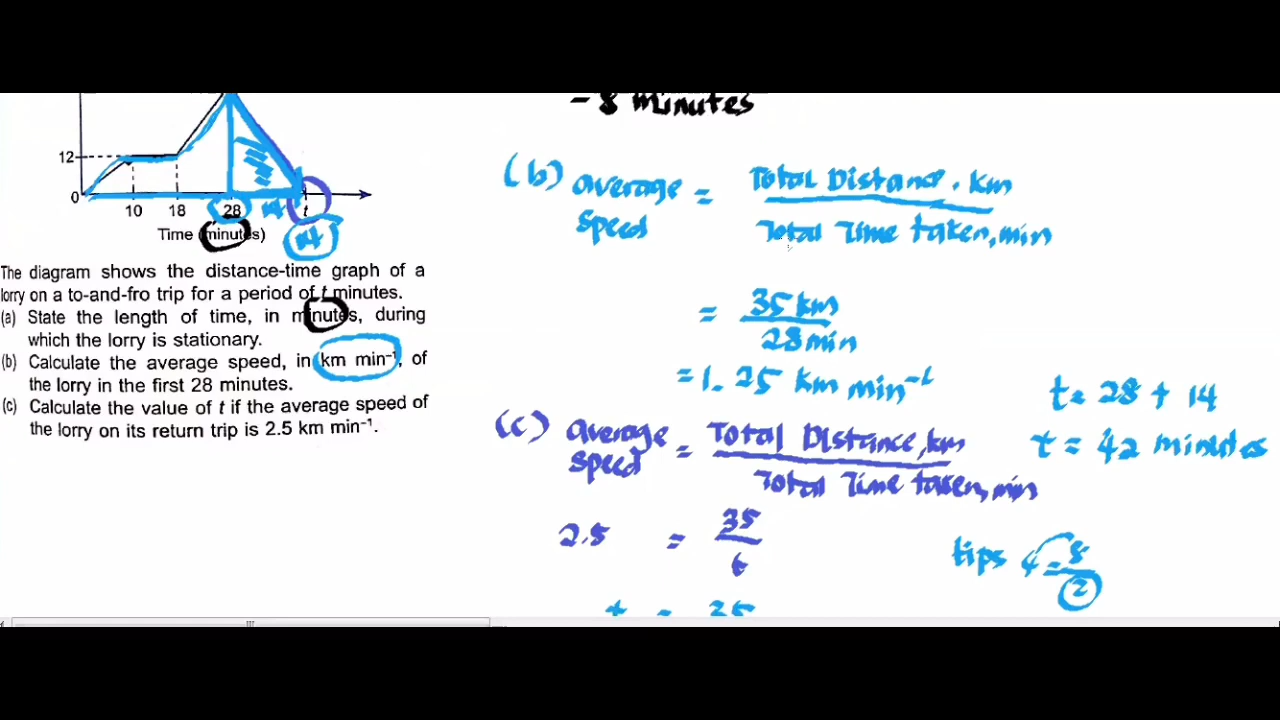 = 8 minutes
12
0
10 18 28 14 t
Time (minutes)
14
The diagram shows the distance-time graph of a
lorry on a to-and-fro trip for a period of t minutes.
(a) State the length of time, in minutes, during
which the lorry is stationary.
(b) Calculate the average speed, in km min⁻¹, of
the lorry in the first 28 minutes.
(c) Calculate the value of t if the average speed of
the lorry on its return trip is 2.5 km min⁻¹.
(b) average speed = Total Distance, km
Total Time taken, min
= 35 km
28 min
= 1.25 km min⁻¹
(c) average speed = Total Distance, km
Total Time taken, min
2.5 = 35
t
t = 35
t = 28 + 14
t = 42 minutes
tips 4 = 8
2